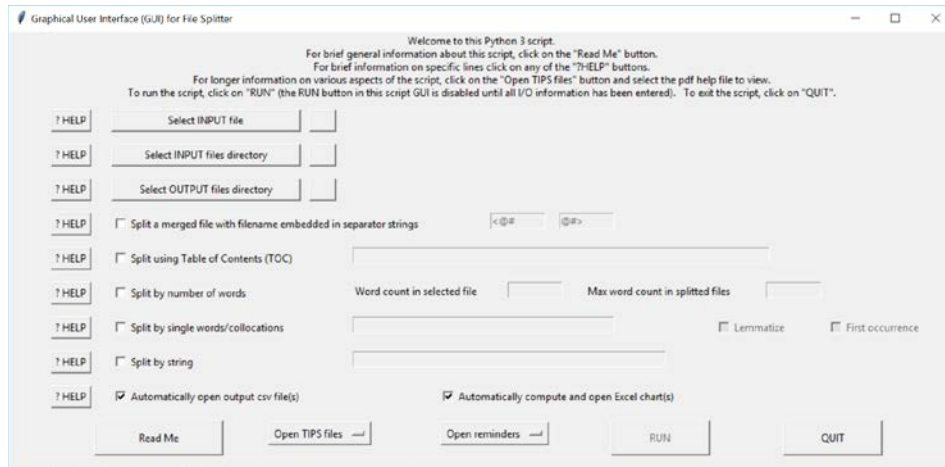 Graphical User Interface (GUI) for File Splitter
Welcome to this Python 3 script.
For brief general information about this script, click on the "Read Me" button.
For brief information on specific lines click on any of the "?HELP" buttons.
For longer information on various aspects of the script, click on the "Open TIPS files" button and select the pdf help file to view.
To run the script, click on "RUN" (the RUN button in this script GUI is disabled until all I/O information has been entered). To exit the script, click on "QUIT".
? HELP Select INPUT file
? HELP Select INPUT files directory
? HELP Select OUTPUT files directory
? HELP Split a merged file with filename embedded in separator strings <@# @#>
? HELP Split using Table of Contents (TOC)
? HELP Split by number of words Word count in selected file Max word count in splitted files
? HELP Split by single words/collocations Lemmatize First occurrence
? HELP Split by string
? HELP Automatically open output csv file(s) Automatically compute and open Excel chart(s)
Read Me Open TIPS files Open reminders RUN QUIT